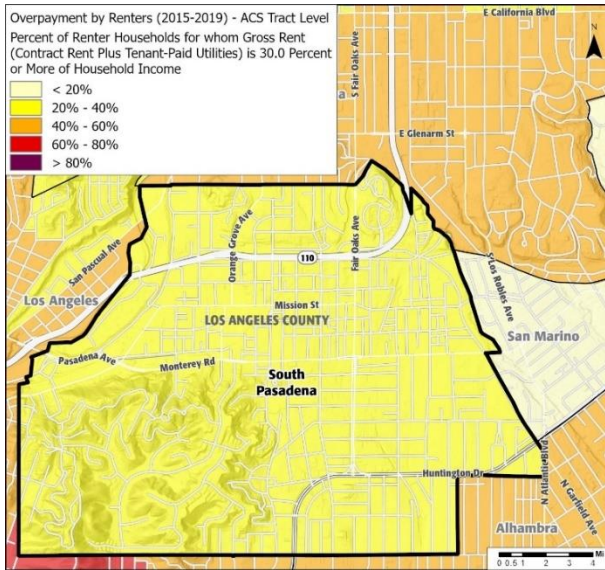 Overpayment by Renters (2015-2019) - ACS Tract Level
Percent of Renter Households for whom Gross Rent
(Contract Rent Plus Tenant-Paid Utilities) is 30.0 Percent
or More of Household Income
< 20%
20% - 40%
40% - 60%
60% - 80%
> 80%
E California Blvd
S Fair Oaks Ave
a
N
E Glenarm St
San Pascual Ave
Orange Grove Ave
Fair Oaks Ave
110
S Los Robles Ave
Los Angeles
Mission St
LOS ANGELES COUNTY
San Marino
Pasadena Ave
Monterey Rd
South
Pasadena
Huntington Dr
N Atlantic Blvd
N Garfield Ave
Alhambra
0 0.5 1 2 3 4
Mi